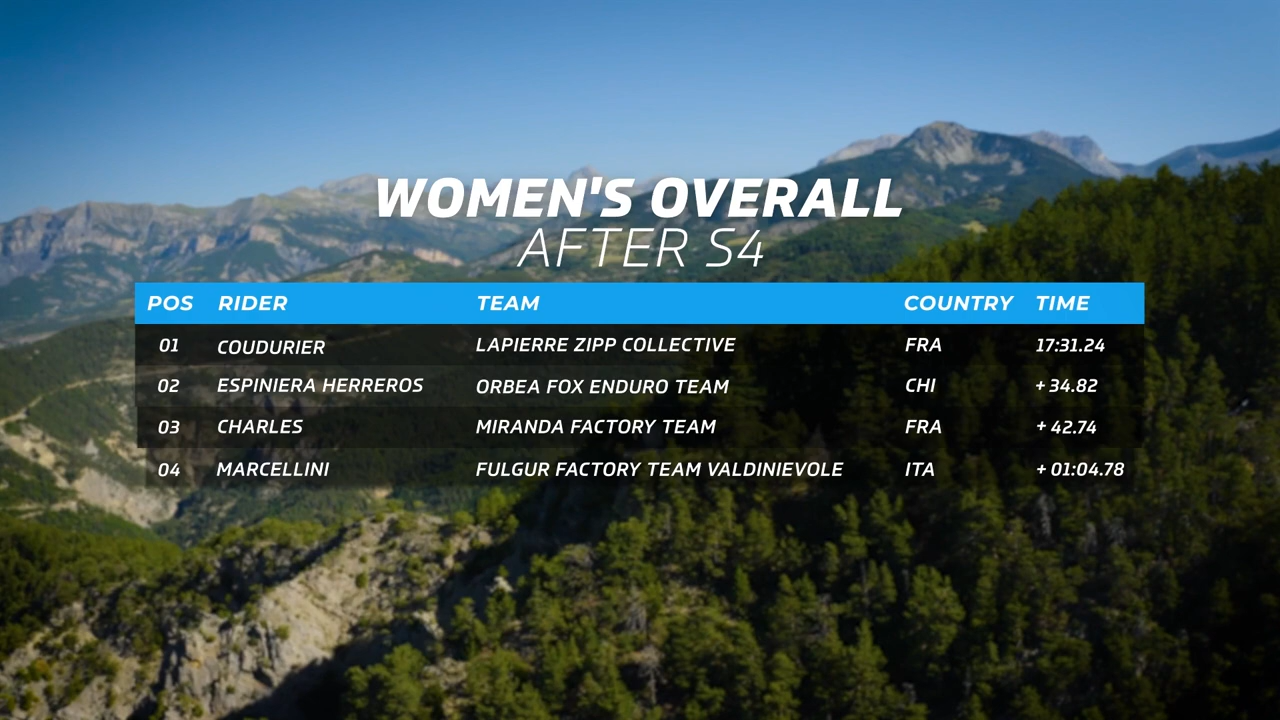 WOMEN'S OVERALL
AFTER S4
POS RIDER TEAM COUNTRY TIME
01 COUDURIER LAPIERRE ZIPP COLLECTIVE FRA 17:31.24
02 ESPINIERA HERREROS ORBEA FOX ENDURO TEAM CHI + 34.82
03 CHARLES MIRANDA FACTORY TEAM FRA + 42.74
04 MARCELLINI FULGUR FACTORY TEAM VALDINIEVOLE ITA + 01:04.78